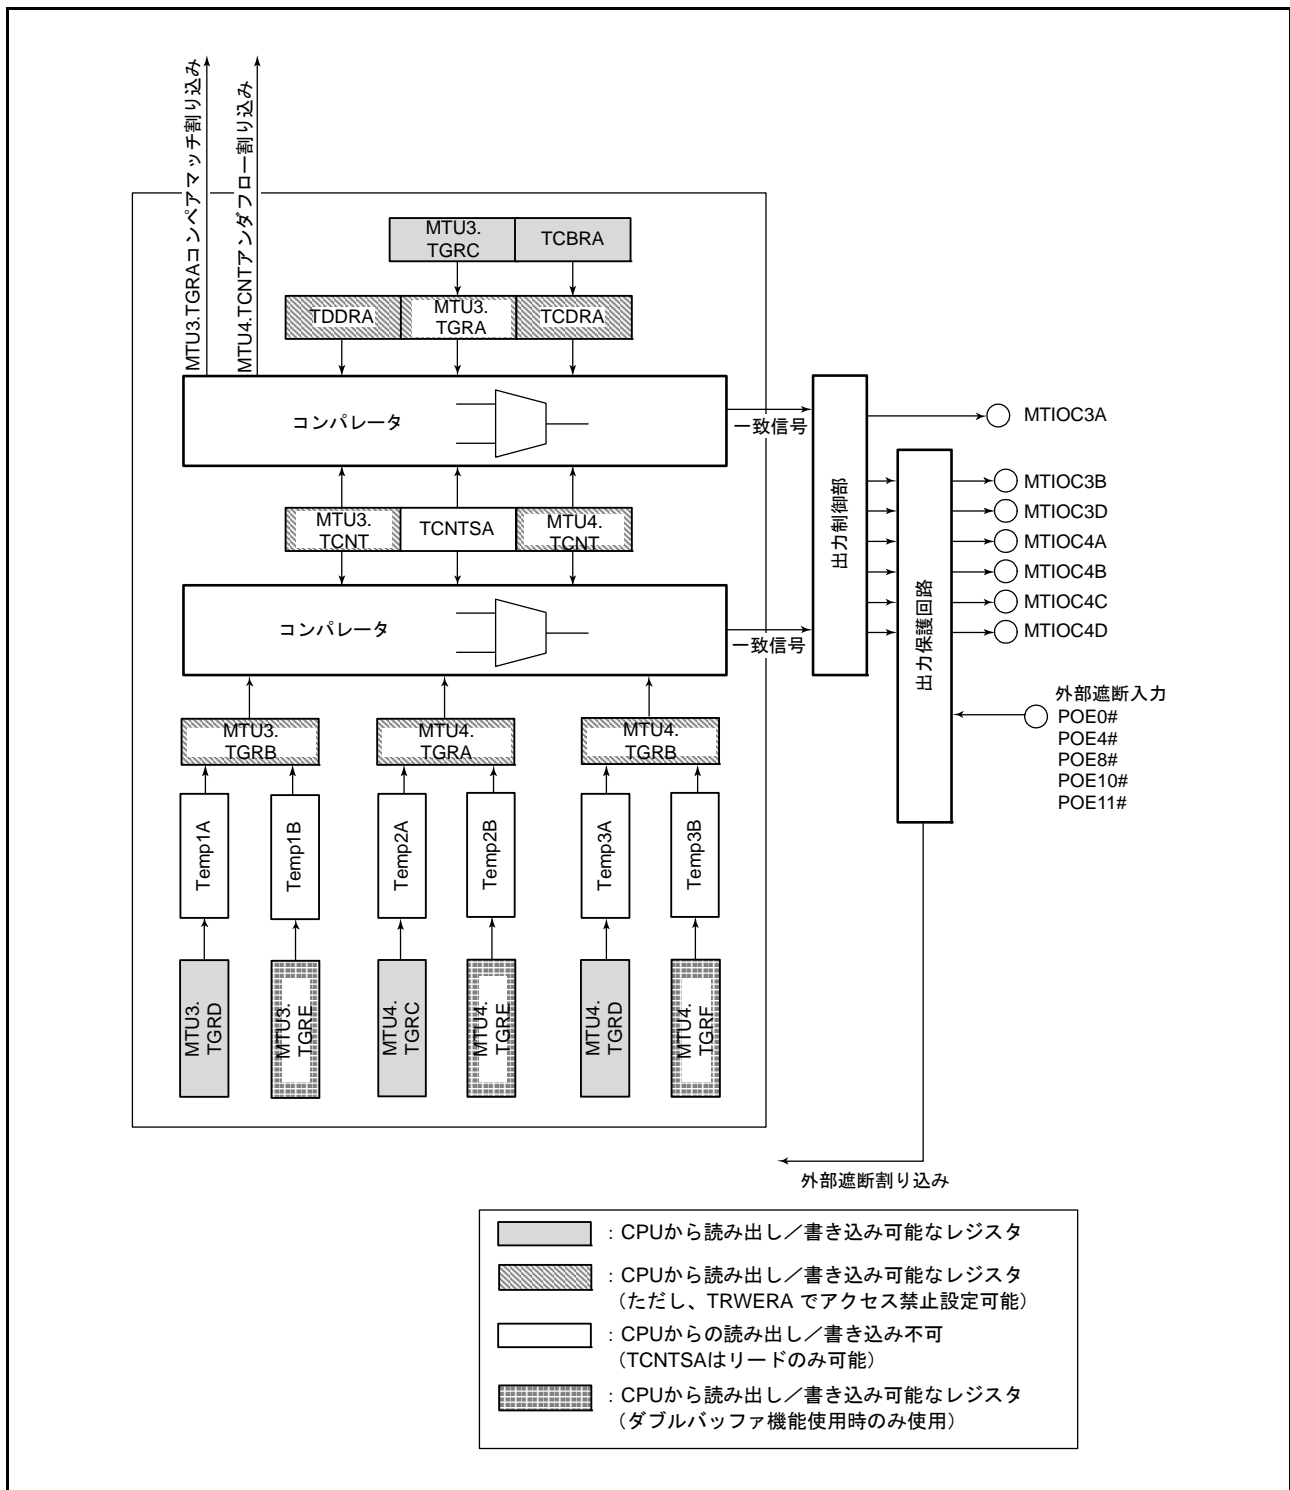 MTU3.TGRAコンペアマッチ割り込み
MTU4.TCNTアンダフロー割り込み
MTU3.
TGRC
TCBRA
TDDRA
MTU3.
TGRA
TCDRA
コンパレータ
一致信号
MTU3.
TCNT
TCNTSA
MTU4.
TCNT
コンパレータ
一致信号
出力制御部
出力保護回路
MTIOC3A
MTIOC3B
MTIOC3D
MTIOC4A
MTIOC4B
MTIOC4C
MTIOC4D
外部遮断入力
POE0#
POE4#
POE8#
POE10#
POE11#
MTU3.
TGRB
MTU4.
TGRA
MTU4.
TGRB
Temp1A
Temp1B
Temp2A
Temp2B
Temp3A
Temp3B
MTU3.
TGRD
MTU3.
TGRE
MTU4.
TGRC
MTU4.
TGRE
MTU4.
TGRD
MTU4.
TGRF
外部遮断割り込み
：CPUから読み出し／書き込み可能なレジスタ
：CPUから読み出し／書き込み可能なレジスタ
（ただし、TRWERA でアクセス禁止設定可能）
：CPUからの読み出し／書き込み不可
（TCNTSAはリードのみ可能）
：CPUから読み出し／書き込み可能なレジスタ
（ダブルバッファ機能使用時のみ使用）